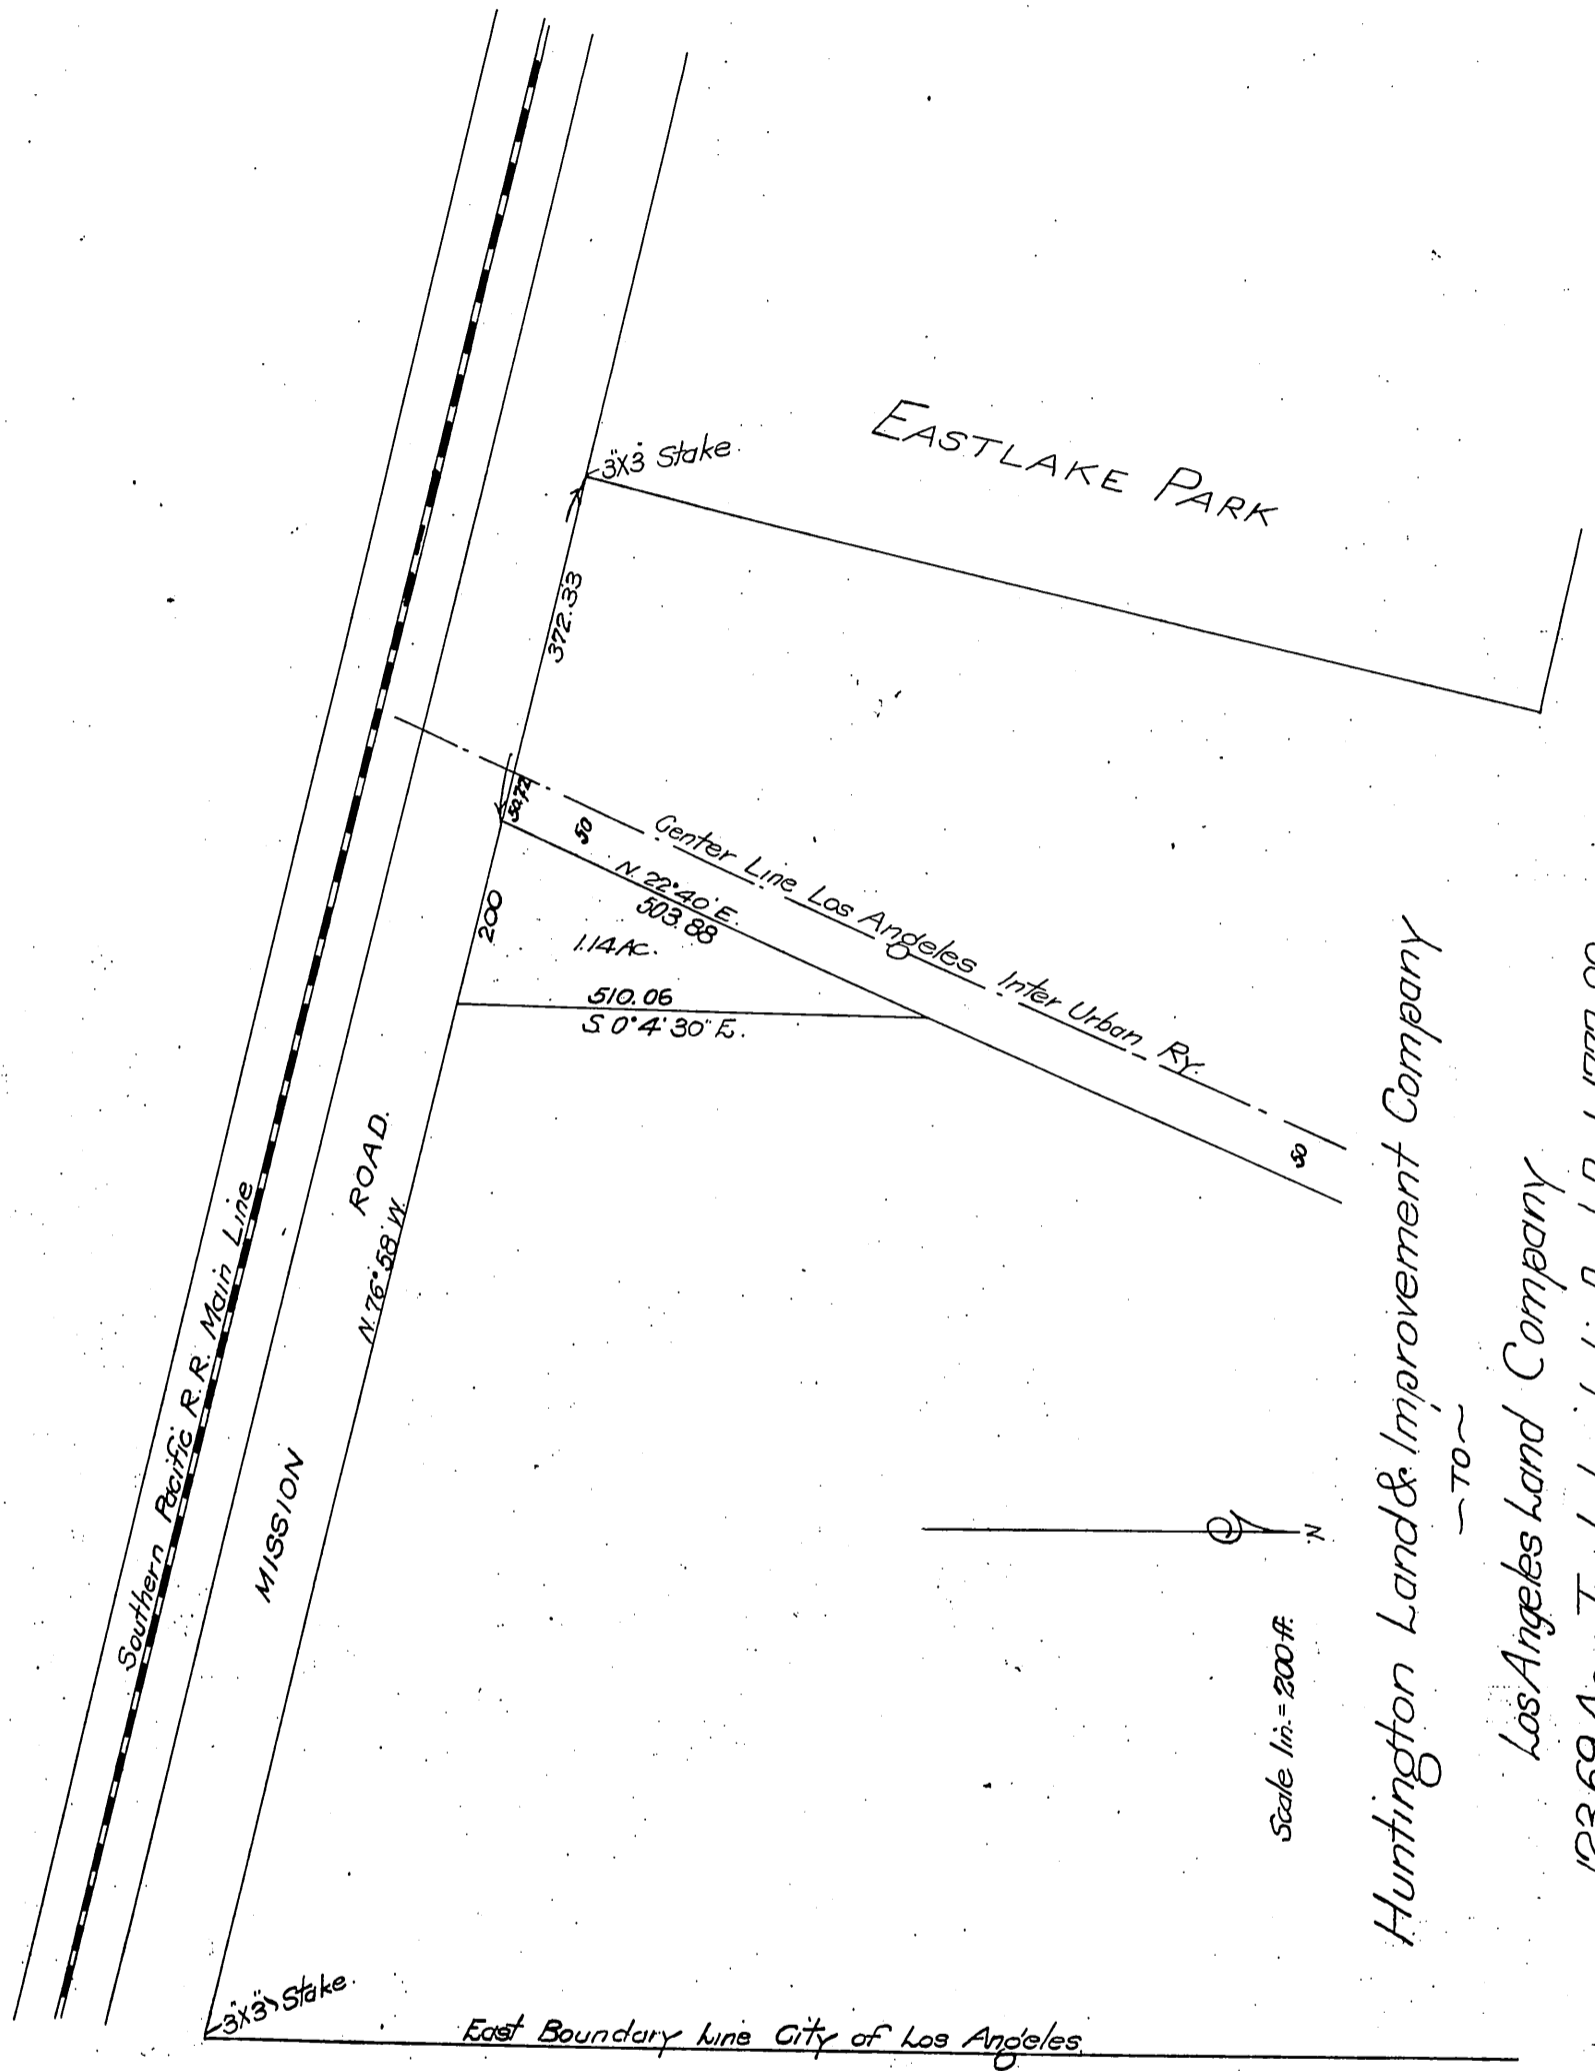 EASTLAKE PARK
3"X3" Stake.
372.33
50.72
50
Center Line Los Angeles Inter Urban Ry.
N. 22°40' E.
503.88
200
1.14 AC.
510.06
S. 0°4'30" E.
50
Southern Pacific R.R. Main Line
MISSION ROAD.
N. 76°58' W.
N
Scale 1in. = 200 ft.
Huntington Land & Improvement Company
~TO~
Los Angeles Land Company
3"X3" Stake.
East Boundary Line City of Los Angeles.